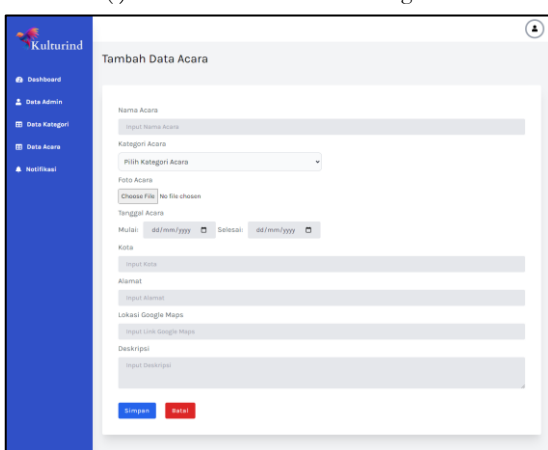 Kulturind
Dashboard
Data Admin
Data Kategori
Data Acara
Notifikasi
Tambah Data Acara
Nama Acara
Input Nama Acara
Kategori Acara
Pilih Kategori Acara
Foto Acara
Choose File No file chosen
Tanggal Acara
Mulai: dd/mm/yyyy Selesai: dd/mm/yyyy
Kota
Input Kota
Alamat
Input Alamat
Lokasi Google Maps
Input Link Google Maps
Deskripsi
Input Deskripsi
Simpan Batal